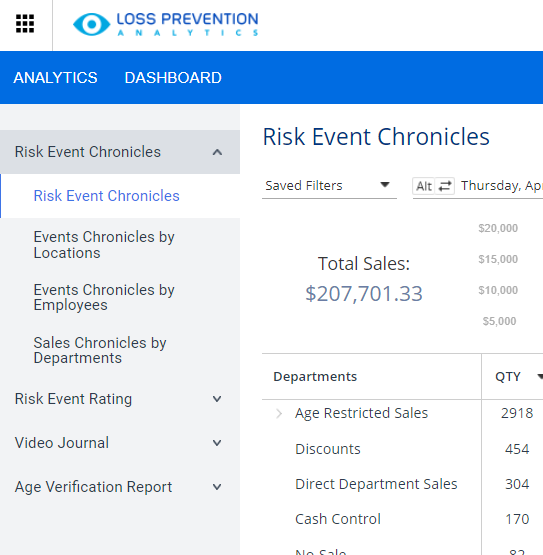 LOSS PREVENTION
ANALYTICS
ANALYTICS DASHBOARD
Risk Event Chronicles
Risk Event Chronicles
Events Chronicles by
Locations
Events Chronicles by
Employees
Sales Chronicles by
Departments
Risk Event Rating
Video Journal
Age Verification Report
Risk Event Chronicles
Saved Filters Alt Thursday, Apr
Total Sales:
$207,701.33
$20,000
$15,000
$10,000
$5,000
Departments QTY
Age Restricted Sales 2918
Discounts 454
Direct Department Sales 304
Cash Control 170
No Sale 82